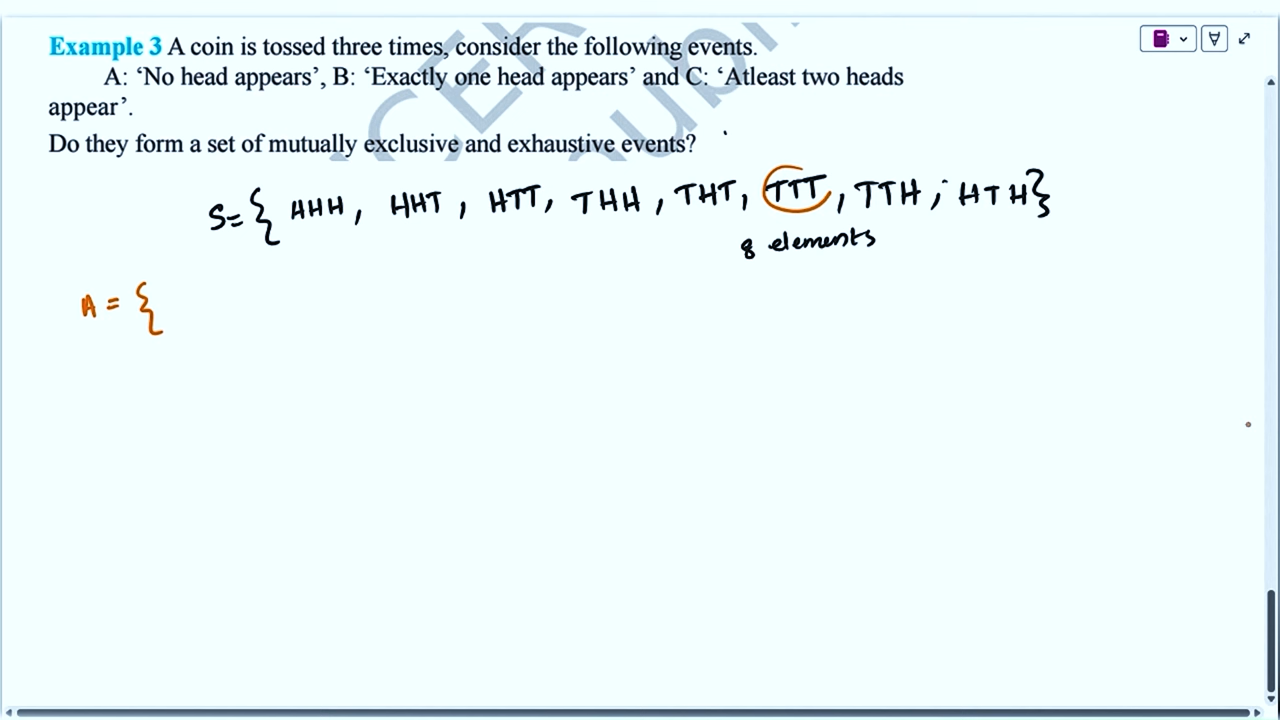 Example 3 A coin is tossed three times, consider the following events.
A: ‘No head appears’, B: ‘Exactly one head appears’ and C: ‘Atleast two heads
appear’.
Do they form a set of mutually exclusive and exhaustive events?
S= { HHH, HHT, HTT, THH, THT, TTT, TTH, HTH}
8 elements
A = {